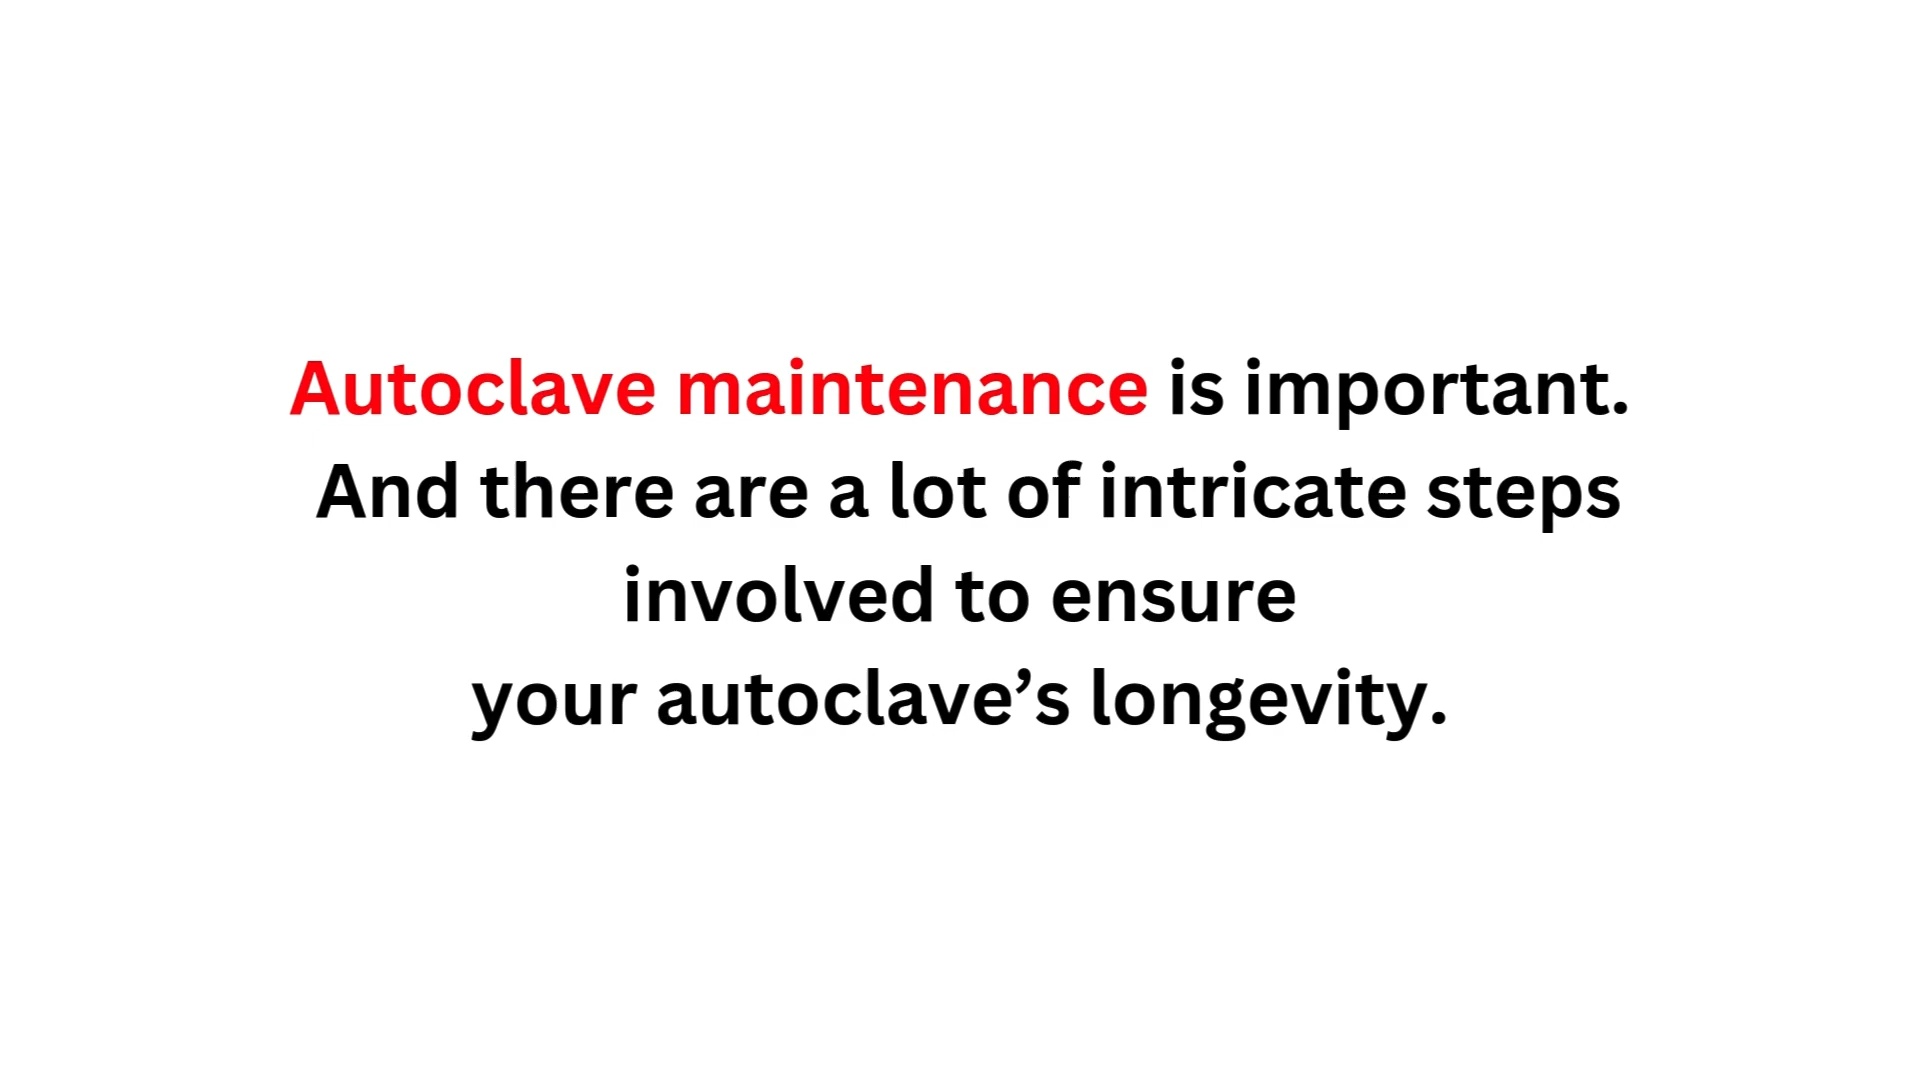 Autoclave maintenance is important.
And there are a lot of intricate steps
involved to ensure
your autoclave’s longevity.